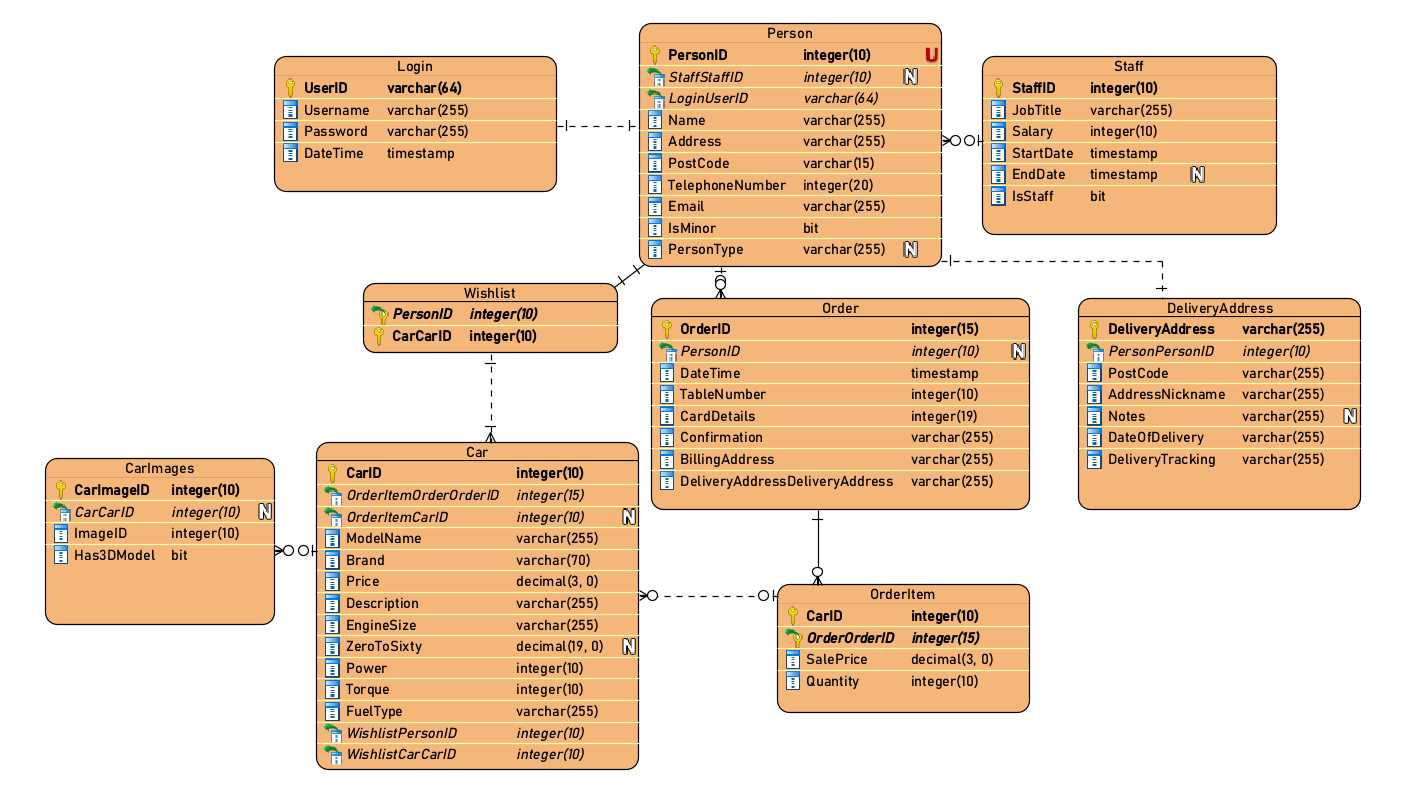 Person
PersonID integer(10) U
StaffStaffID integer(10) N
LoginUserID varchar(64)
Name varchar(255)
Address varchar(255)
PostCode varchar(15)
TelephoneNumber integer(20)
Email varchar(255)
IsMinor bit
PersonType varchar(255) N
Login
UserID varchar(64)
Username varchar(255)
Password varchar(255)
DateTime timestamp
Staff
StaffID integer(10)
JobTitle varchar(255)
Salary integer(10)
StartDate timestamp
EndDate timestamp N
IsStaff bit
Wishlist
PersonID integer(10)
CarCarID integer(10)
Order
OrderID integer(15)
PersonID integer(10) N
DateTime timestamp
TableNumber integer(10)
CardDetails integer(19)
Confirmation varchar(255)
BillingAddress varchar(255)
DeliveryAddressDeliveryAddress varchar(255)
DeliveryAddress
DeliveryAddress varchar(255)
PersonPersonID integer(10)
PostCode varchar(255)
AddressNickname varchar(255)
Notes varchar(255) N
DateOfDelivery varchar(255)
DeliveryTracking varchar(255)
CarImages
CarImageID integer(10)
CarCarID integer(10) N
ImageID integer(10)
Has3DModel bit
Car
CarID integer(10)
OrderItemOrderOrderID integer(15)
OrderItemCarID integer(10) N
ModelName varchar(255)
Brand varchar(70)
Price decimal(3, 0)
Description varchar(255)
EngineSize varchar(255)
ZeroToSixty decimal(19, 0) N
Power integer(10)
Torque integer(10)
FuelType varchar(255)
WishlistPersonID integer(10)
WishlistCarCarID integer(10)
OrderItem
CarID integer(10)
OrderOrderID integer(15)
SalePrice decimal(3, 0)
Quantity integer(10)